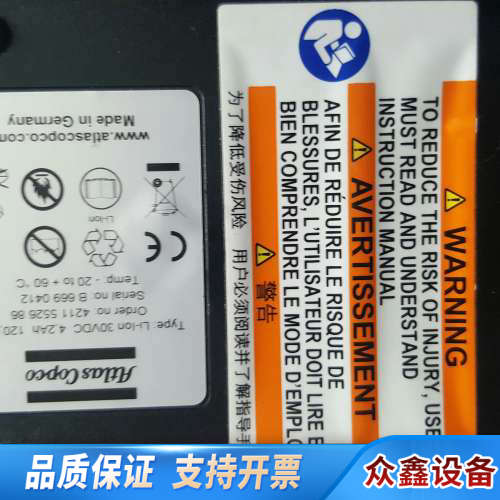 Atlas Copco
Type: Li-Ion 30VDC 4.2Ah 120
Order no: 4211 5526 86
Serial no: B 669 0412
Temp - 20 to + 60 °C
CE
Li-Ion
www.atlascopco.com
Made in Germany
WARNING
TO REDUCE THE RISK OF INJURY, USE
MUST READ AND UNDERSTAND
INSTRUCTION MANUAL
AVERTISSEMENT
AFIN DE RÉDUIRE LE RISQUE DE
BLESSURES, L'UTILISATEUR DOIT LIRE E
BIEN COMPRENDRE LE MODE D'EMPLO
警告
为了降低受伤风险 用户必须阅读并了解指导手
品质保证 支持开票
众鑫设备